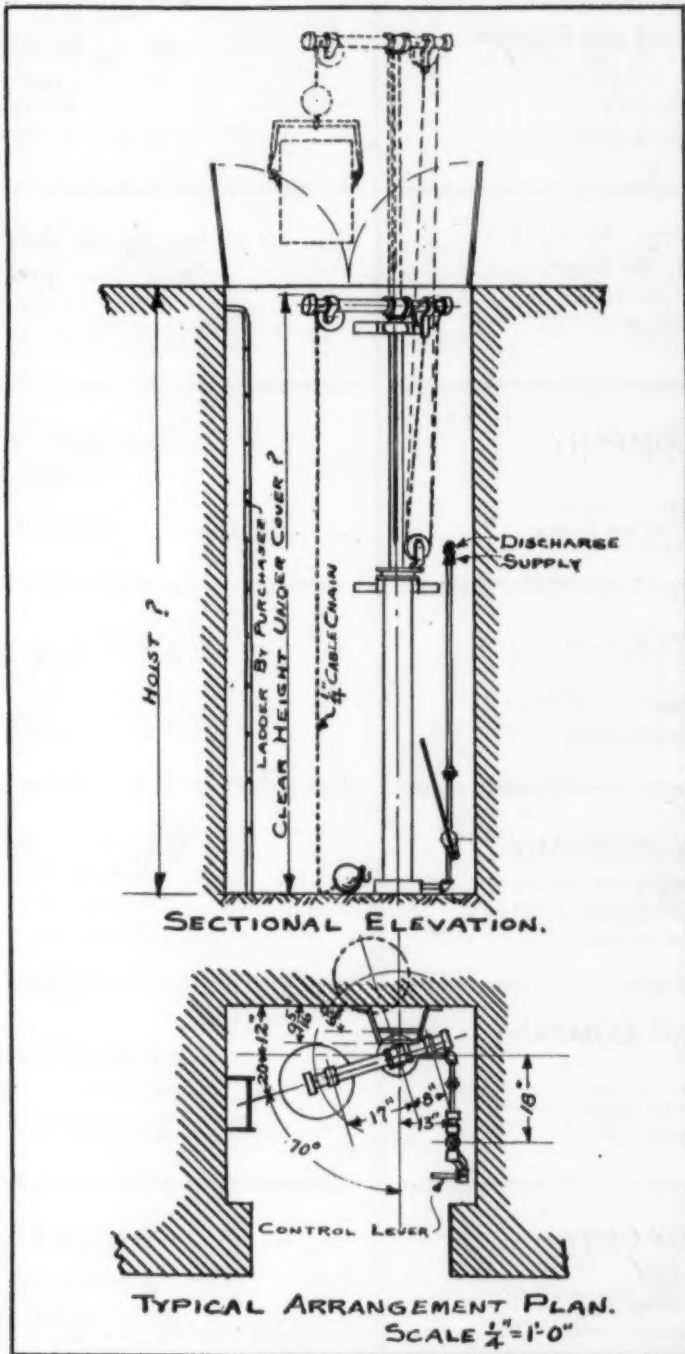 DISCHARGE
SUPPLY
HOIST ?
LADDER BY PURCHASER
CLEAR HEIGHT UNDER COVER ?
1/4" CABLE CHAIN
SECTIONAL ELEVATION.
12"
20"
17"
8"
13"
18"
70°
CONTROL LEVER
TYPICAL ARRANGEMENT PLAN.
SCALE 1/4" = 1'-0"